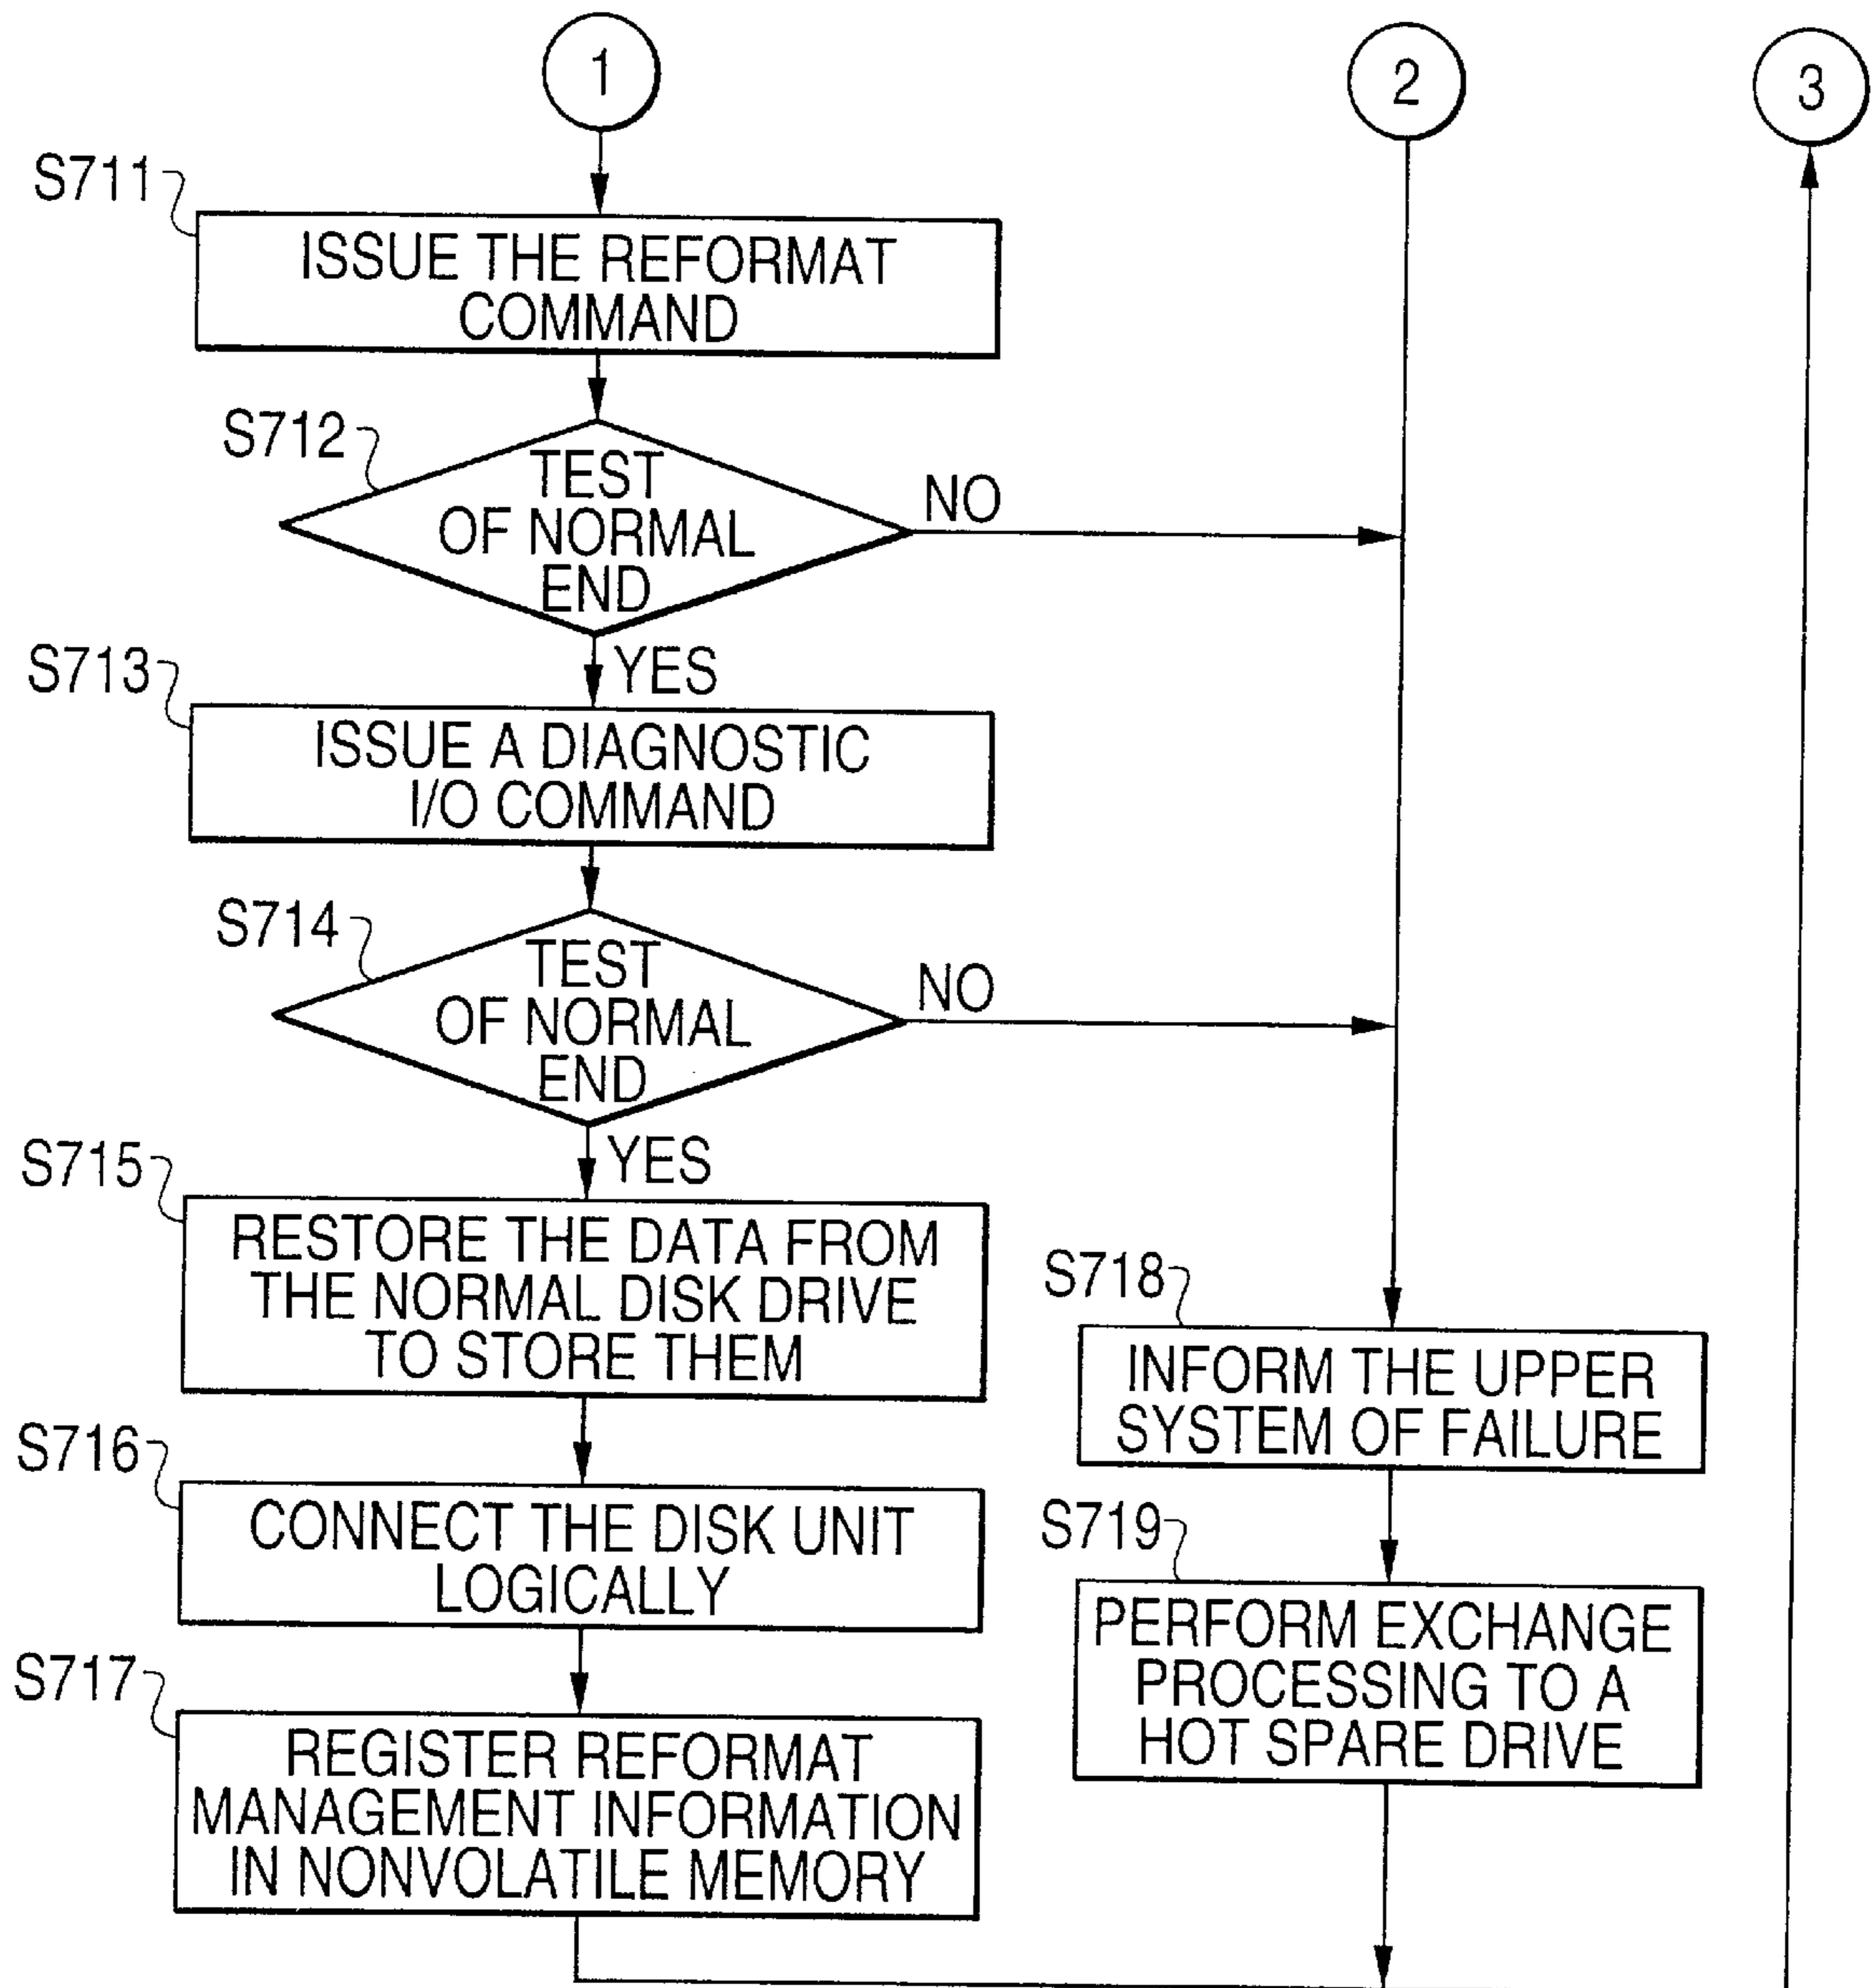 1
2
3
S711
ISSUE THE REFORMAT
COMMAND
S712
TEST
OF NORMAL
END
NO
YES
S713
ISSUE A DIAGNOSTIC
I/O COMMAND
S714
TEST
OF NORMAL
END
NO
YES
S715
RESTORE THE DATA FROM
THE NORMAL DISK DRIVE
TO STORE THEM
S716
CONNECT THE DISK UNIT
LOGICALLY
S717
REGISTER REFORMAT
MANAGEMENT INFORMATION
IN NONVOLATILE MEMORY
S718
INFORM THE UPPER
SYSTEM OF FAILURE
S719
PERFORM EXCHANGE
PROCESSING TO A
HOT SPARE DRIVE